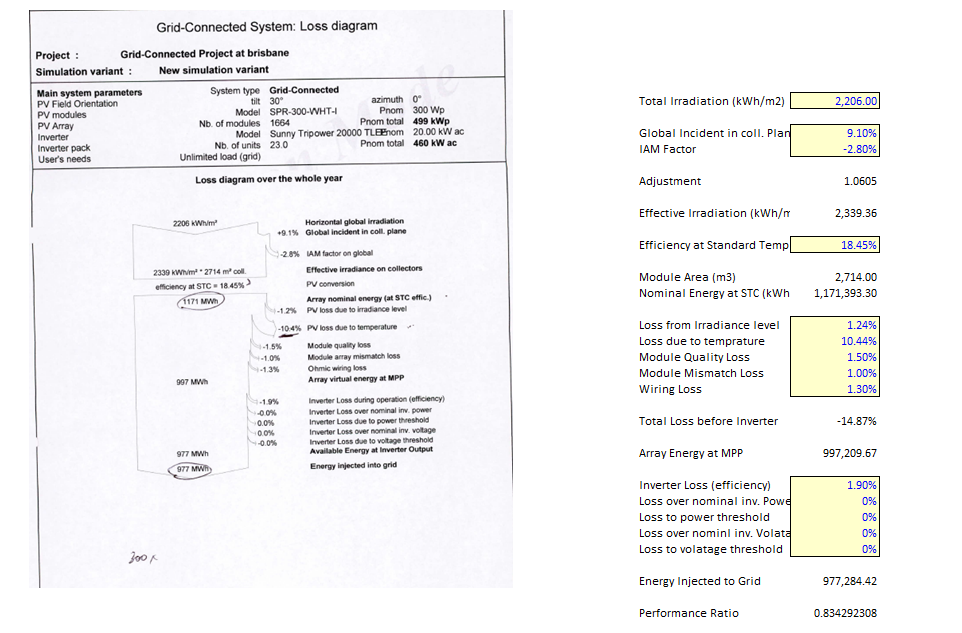 Grid-Connected System: Loss diagram
Project : Grid-Connected Project at brisbane
Simulation variant : New simulation variant
Main system parameters System type Grid-Connected
PV Field Orientation tilt 30° azimuth 0°
PV modules Model SPR-300-WHT-I Pnom 300 Wp
PV Array Nb. of modules 1664 Pnom total 499 kWp
Inverter Model Sunny Tripower 20000 TLEE Pnom 20.00 kW ac
Inverter pack Nb. of units 23.0 Pnom total 460 kW ac
User's needs Unlimited load (grid)
Loss diagram over the whole year
2206 kWh/m² Horizontal global irradiation
+9.1% Global incident in coll. plane
-2.8% IAM factor on global
2339 kWh/m² * 2714 m² coll. Effective irradiance on collectors
efficiency at STC = 18.45% PV conversion
1171 MWh Array nominal energy (at STC effic.)
-1.2% PV loss due to irradiance level
-10.4% PV loss due to temperature
-1.5% Module quality loss
-1.0% Module array mismatch loss
-1.3% Ohmic wiring loss
997 MWh Array virtual energy at MPP
-1.9% Inverter Loss during operation (efficiency)
-0.0% Inverter Loss over nominal inv. power
0.0% Inverter Loss due to power threshold
0.0% Inverter Loss over nominal inv. voltage
-0.0% Inverter Loss due to voltage threshold
977 MWh Available Energy at Inverter Output
977 MWh Energy injected into grid
Total Irradiation (kWh/m2) 2,206.00
Global Incident in coll. Plan 9.10%
IAM Factor -2.80%
Adjustment 1.0605
Effective Irradiation (kWh/m 2,339.36
Efficiency at Standard Temp 18.45%
Module Area (m3) 2,714.00
Nominal Energy at STC (kWh 1,171,393.30
Loss from Irradiance level 1.24%
Loss due to temprature 10.44%
Module Quality Loss 1.50%
Module Mismatch Loss 1.00%
Wiring Loss 1.30%
Total Loss before Inverter -14.87%
Array Energy at MPP 997,209.67
Inverter Loss (efficiency) 1.90%
Loss over nominal inv. Powe 0%
Loss to power threshold 0%
Loss over nominl inv. Volata 0%
Loss to volatage threshold 0%
Energy Injected to Grid 977,284.42
Performance Ratio 0.834292308